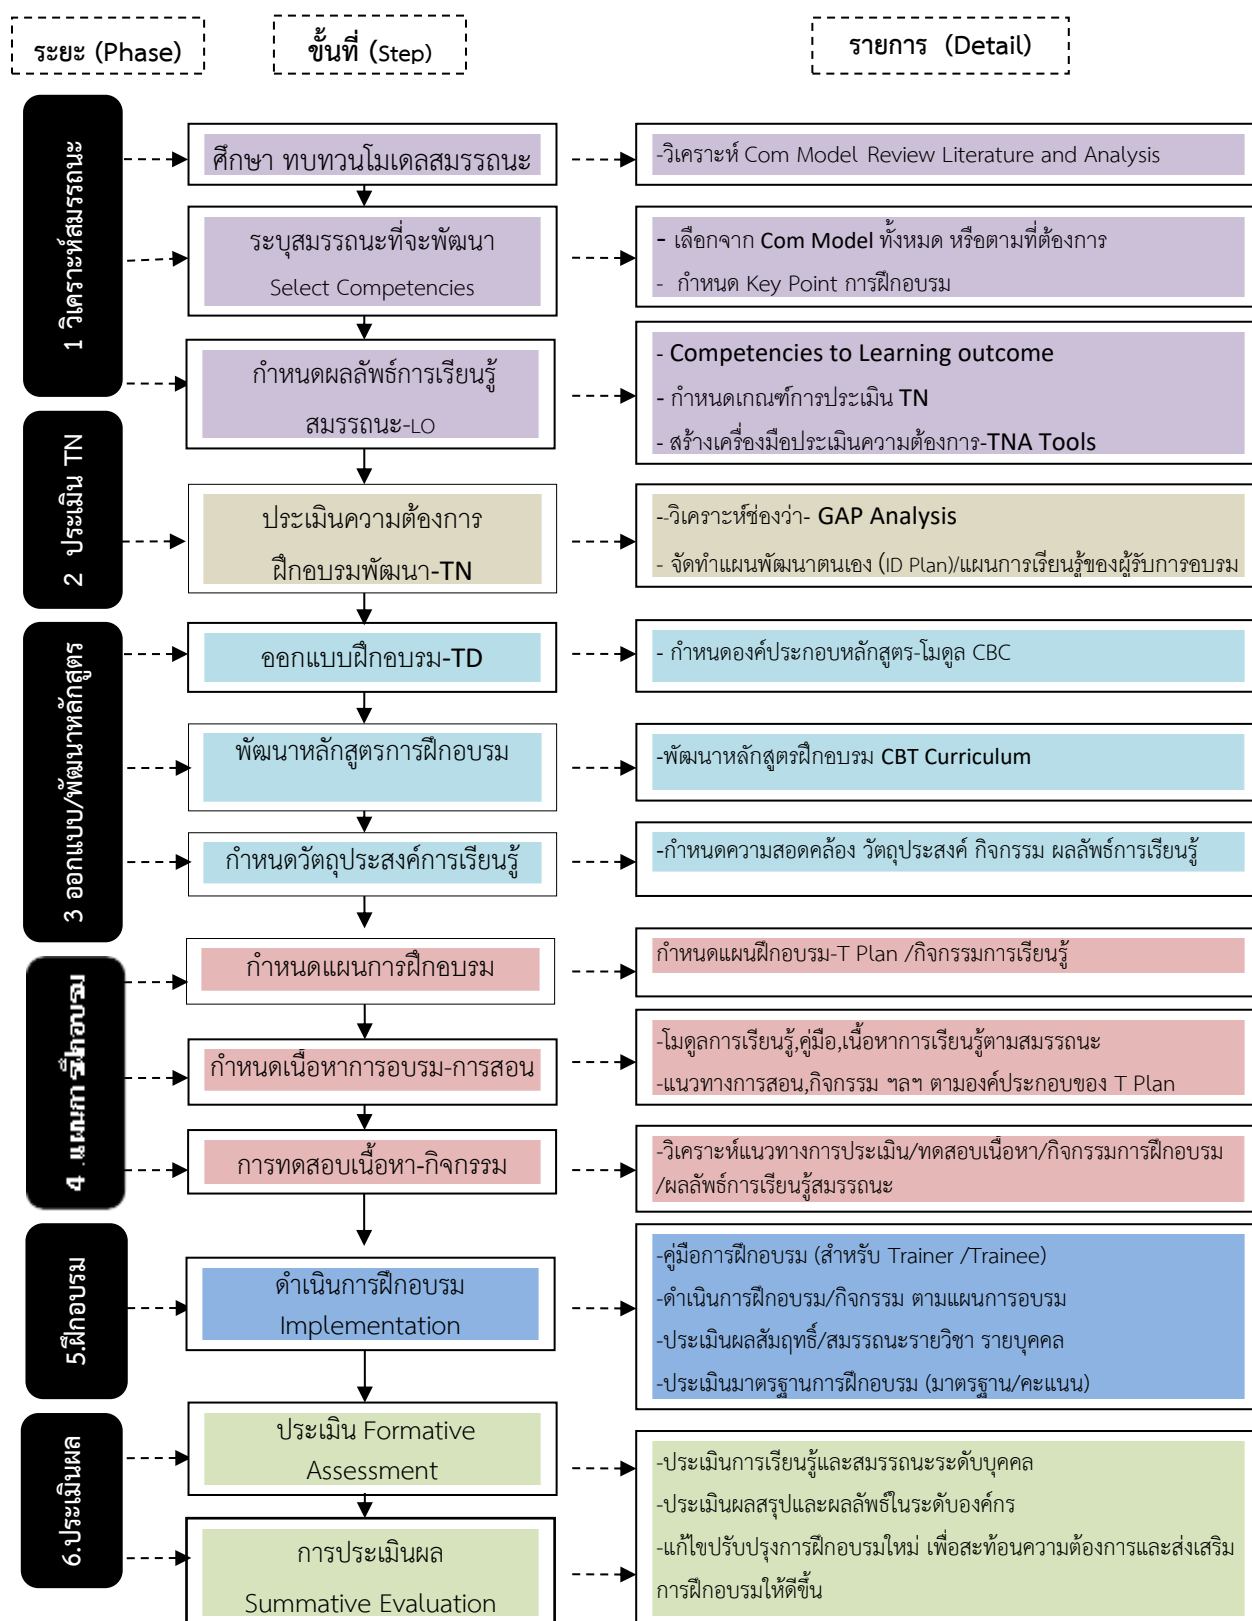 ระยะ (Phase)
ขั้นที่ (Step)
รายการ (Detail)
1 วิเคราะห์สมรรถนะ
ศึกษา ทบทวนโมเดลสมรรถนะ
-วิเคราะห์ Com Model Review Literature and Analysis
ระบุสมรรถนะที่จะพัฒนา
Select Competencies
- เลือกจาก Com Model ทั้งหมด หรือตามที่ต้องการ
- กำหนด Key Point การฝึกอบรม
กำหนดผลลัพธ์การเรียนรู้
สมรรถนะ-LO
- Competencies to Learning outcome
- กำหนดเกณฑ์การประเมิน TN
- สร้างเครื่องมือประเมินความต้องการ-TNA Tools
2 ประเมิน TN
ประเมินความต้องการ
ฝึกอบรมพัฒนา-TN
--วิเคราะห์ช่องว่า- GAP Analysis
- จัดทำแผนพัฒนาตนเอง (ID Plan)/แผนการเรียนรู้ของผู้รับการอบรม
3 ออกแบบ/พัฒนาหลักสูตร
ออกแบบฝึกอบรม-TD
- กำหนดองค์ประกอบหลักสูตร-โมดูล CBC
พัฒนาหลักสูตรการฝึกอบรม
-พัฒนาหลักสูตรฝึกอบรม CBT Curriculum
กำหนดวัตถุประสงค์การเรียนรู้
-กำหนดความสอดคล้อง วัตถุประสงค์ กิจกรรม ผลลัพธ์การเรียนรู้
4 .แผนการฝึกอบรม
กำหนดแผนการฝึกอบรม
กำหนดแผนฝึกอบรม-T Plan /กิจกรรมการเรียนรู้
กำหนดเนื้อหาการอบรม-การสอน
-โมดูลการเรียนรู้,คู่มือ,เนื้อหาการเรียนรู้ตามสมรรถนะ
-แนวทางการสอน,กิจกรรม ฯลฯ ตามองค์ประกอบของ T Plan
การทดสอบเนื้อหา-กิจกรรม
-วิเคราะห์แนวทางการประเมิน/ทดสอบเนื้อหา/กิจกรรมการฝึกอบรม
/ผลลัพธ์การเรียนรู้สมรรถนะ
5.ฝึกอบรม
ดำเนินการฝึกอบรม
Implementation
-คู่มือการฝึกอบรม (สำหรับ Trainer /Trainee)
-ดำเนินการฝึกอบรม/กิจกรรม ตามแผนการอบรม
-ประเมินผลสัมฤทธิ์/สมรรถนะรายวิชา รายบุคคล
-ประเมินมาตรฐานการฝึกอบรม (มาตรฐาน/คะแนน)
6.ประเมินผล
ประเมิน Formative
Assessment
การประเมินผล
Summative Evaluation
-ประเมินการเรียนรู้และสมรรถนะระดับบุคคล
-ประเมินผลสรุปและผลลัพธ์ในระดับองค์กร
-แก้ไขปรับปรุงการฝึกอบรมใหม่ เพื่อสะท้อนความต้องการและส่งเสริม
การฝึกอบรมให้ดีขึ้น